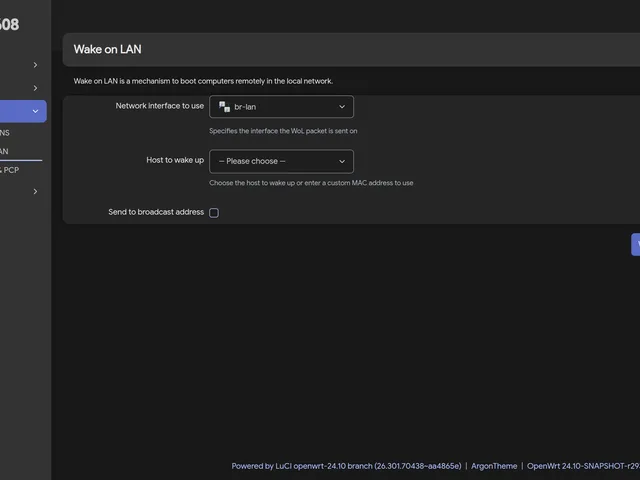 608
Wake on LAN
Wake on LAN is a mechanism to boot computers remotely in the local network.
Network interface to use
br-lan
Specifies the interface the WoL packet is sent on
Host to wake up
-- Please choose --
Choose the host to wake up or enter a custom MAC address to use
Send to broadcast address
NS
AN
& PCP
Powered by LuCI openwrt-24.10 branch (26.301.70438~aa4865e) | ArgonTheme | OpenWrt 24.10-SNAPSHOT-r29